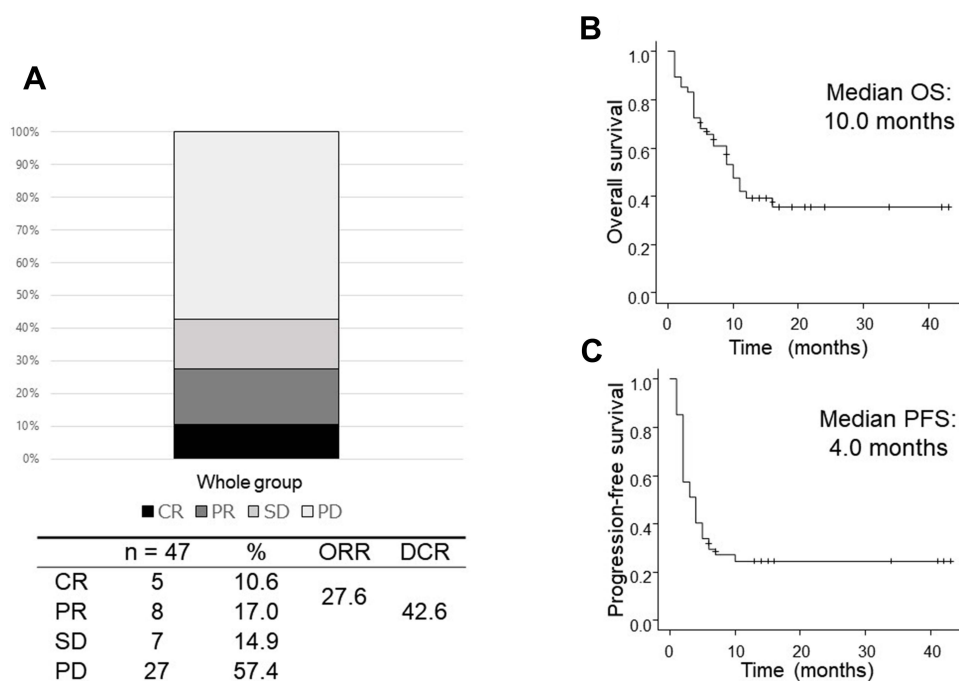 A
100%
90%
80%
70%
60%
50%
40%
30%
20%
10%
0%
Whole group
CR PR SD PD
n = 47 % ORR DCR
CR 5 10.6
27.6
PR 8 17.0
42.6
SD 7 14.9
PD 27 57.4
B
Overall survival
1.0
0.8
0.6
0.4
0.2
0.0
Median OS:
10.0 months
0 10 20 30 40
Time (months)
C
Progression-free survival
1.0
0.8
0.6
0.4
0.2
0.0
Median PFS:
4.0 months
0 10 20 30 40
Time (months)